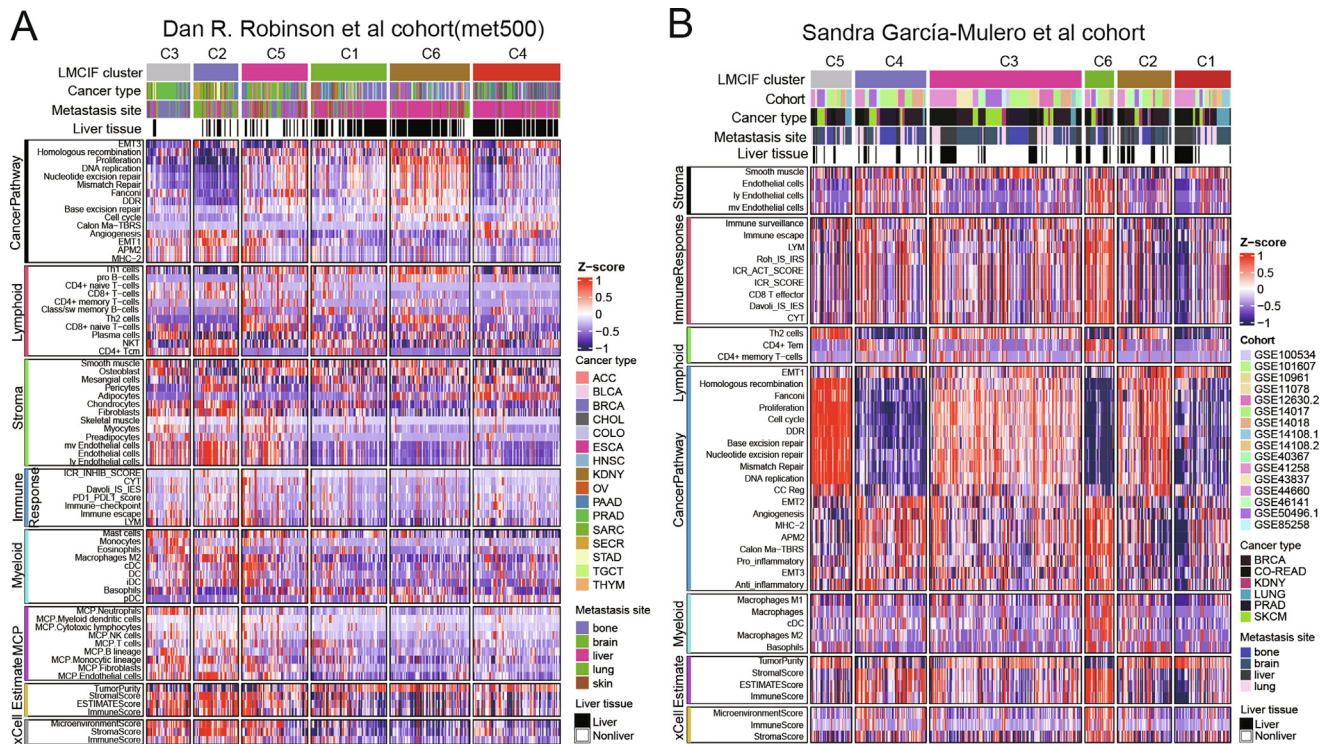 A
Dan R. Robinson et al cohort(met500)
C3 C2 C5 C1 C6 C4
LMCIF cluster
Cancer type
Metastasis site
Liver tissue
CancerPathway
EMT3
Homologous recombination
Proliferation
DNA replication
Nucleotide excision repair
Mismatch Repair
Fanconi
DDR
Base excision repair
Cell cycle
Calon Ma-TBRS
Angiogenesis
EMT1
APM2
MHC-2
Lymphoid
Th1 cells
pro B-cells
CD4+ naive T-cells
CD8+ T-cells
CD4+ memory T-cells
Class/sw memory B-cells
Th2 cells
CD8+ naive T-cells
Plasma cells
NKT
CD4+ Tcm
Stroma
Smooth muscle
Osteoblast
Mesangial cells
Pericytes
Adipocytes
Chondrocytes
Fibroblasts
Skeletal muscle
Myocytes
Preadipocytes
mv Endothelial cells
Endothelial cells
ly Endothelial cells
Immune
Response
ICR_INHIB_SCORE
CYT
Davoli_IS_IES
PD1_PDL1_score
Immune-checkpoint
Immune escape
LYM
Myeloid
Mast cells
Monocytes
Eosinophils
Macrophages M2
cDC
DC
iDC
Basophils
pDC
MCP
MCP.Neutrophils
MCP.Myeloid dendritic cells
MCP.Cytotoxic lymphocytes
MCP.NK cells
MCP.T cells
MCP.B lineage
MCP.Monocytic lineage
MCP.Fibroblasts
MCP.Endothelial cells
Estimate
TumorPurity
StromalScore
ESTIMATEScore
ImmuneScore
xCell
MicroenvironmentScore
StromaScore
ImmuneScore
Z-score
1
0.5
0
−0.5
−1
Cancer type
ACC
BLCA
BRCA
CHOL
COLO
ESCA
HNSC
KDNY
OV
PAAD
PRAD
SARC
SECR
STAD
TGCT
THYM
Metastasis site
bone
brain
liver
lung
skin
Liver tissue
Liver
Nonliver
B
Sandra García-Mulero et al cohort
C5 C4 C3 C6 C2 C1
LMCIF cluster
Cohort
Cancer type
Metastasis site
Liver tissue
Stroma
Smooth muscle
Endothelial cells
ly Endothelial cells
mv Endothelial cells
ImmuneResponse
Immune surveillance
Immune escape
LYM
Roh_IS_IRS
ICR_ACT_SCORE
ICR_SCORE
CD8 T effector
Davoli_IS_IES
CYT
Lymphoid
Th2 cells
CD4+ Tem
CD4+ memory T-cells
CancerPathway
EMT1
Homologous recombination
Fanconi
Proliferation
Cell cycle
DDR
Base excision repair
Nucleotide excision repair
Mismatch Repair
DNA replication
CC Reg
EMT2
Angiogenesis
MHC-2
APM2
Calon Ma-TBRS
Pro_inflammatory
EMT3
Anti_inflammatory
Myeloid
Macrophages M1
Macrophages
cDC
Macrophages M2
Basophils
Estimate
TumorPurity
StromalScore
ESTIMATEScore
ImmuneScore
xCell
MicroenvironmentScore
ImmuneScore
StromaScore
Z-score
1
0.5
0
−0.5
−1
Cohort
GSE100534
GSE101607
GSE10961
GSE11078
GSE12630.2
GSE14017
GSE14018
GSE14108.1
GSE14108.2
GSE40367
GSE41258
GSE43837
GSE44660
GSE46141
GSE50496.1
GSE85258
Cancer type
BRCA
CO-READ
KDNY
LUNG
PRAD
SKCM
Metastasis site
bone
brain
liver
lung
Liver tissue
Liver
Nonliver